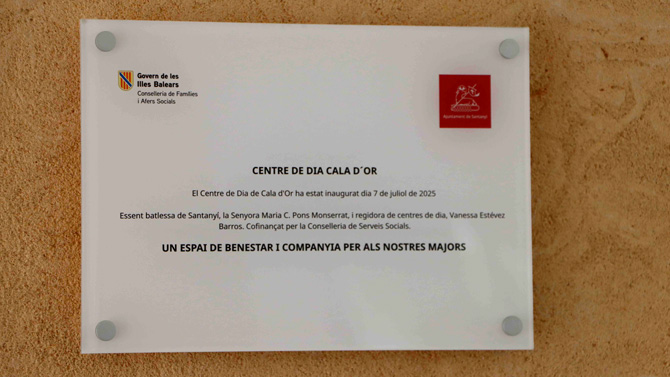 Govern de les
Illes Balears
Conselleria de Famílies
i Afers Socials
Ajuntament de Santanyí
CENTRE DE DIA CALA D´OR
El Centre de Dia de Cala d'Or ha estat inaugurat dia 7 de juliol de 2025
Essent batlessa de Santanyí, la Senyora Maria C. Pons Monserrat, i regidora de centres de dia, Vanessa Estévez
Barros. Cofinançat per la Conselleria de Serveis Socials.
UN ESPAI DE BENESTAR I COMPANYIA PER ALS NOSTRES MAJORS